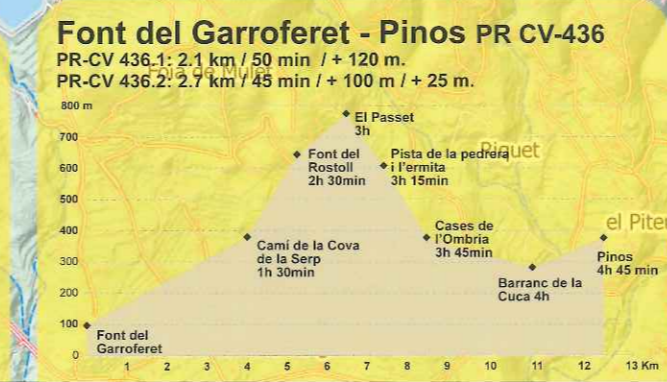 Font del Garroferet - Pinos PR CV-436
PR-CV 436.1: 2.1 km / 50 min / + 120 m.
PR-CV 436.2: 2.7 km / 45 min / + 100 m / + 25 m.
Foia de Mulet
800 m
El Passet
3h
700
Font del
Rostoll
2h 30min
Pista de la pedrera
i l'ermita
3h 15min
Riquet
600
500
400
Camí de la Cova
de la Serp
1h 30min
Cases de
l'Ombria
3h 45min
el Piteu
Pinos
4h 45 min
300
Barranc de la
Cuca 4h
200
100
Font del
Garroferet
0
1 2 3 4 5 6 7 8 9 10 11 12 13 Km